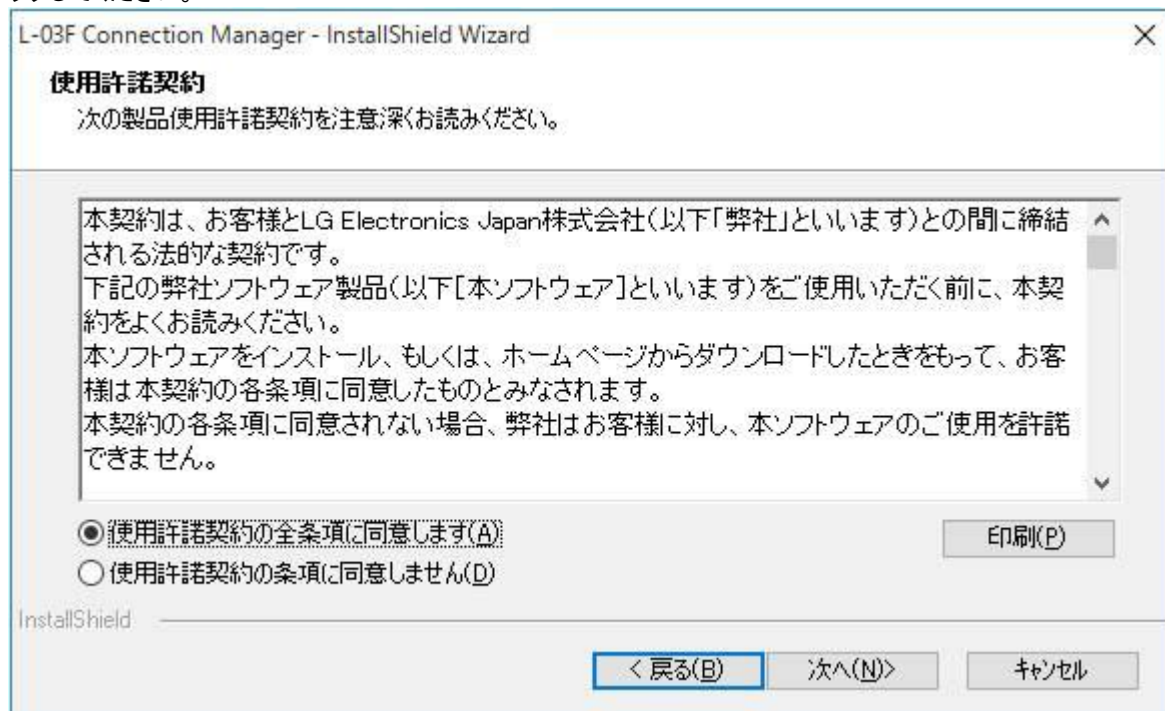 L-03F Connection Manager - InstallShield Wizard
使用許諾契約
次の製品使用許諾契約を注意深くお読みください。
本契約は、お客様とLG Electronics Japan株式会社(以下「弊社」といいます)との間に締結
される法的な契約です。
下記の弊社ソフトウェア製品(以下[本ソフトウェア]といいます)をご使用いただく前に、本契
約をよくお読みください。
本ソフトウェアをインストール、もしくは、ホームページからダウンロードしたときをもって、お客
様は本契約の各条項に同意したものとみなされます。
本契約の各条項に同意されない場合、弊社はお客様に対し、本ソフトウェアのご使用を許諾
できません。
使用許諾契約の全条項に同意します(A)
印刷(P)
使用許諾契約の条項に同意しません(D)
InstallShield
< 戻る(B) 次へ(N)> キャンセル